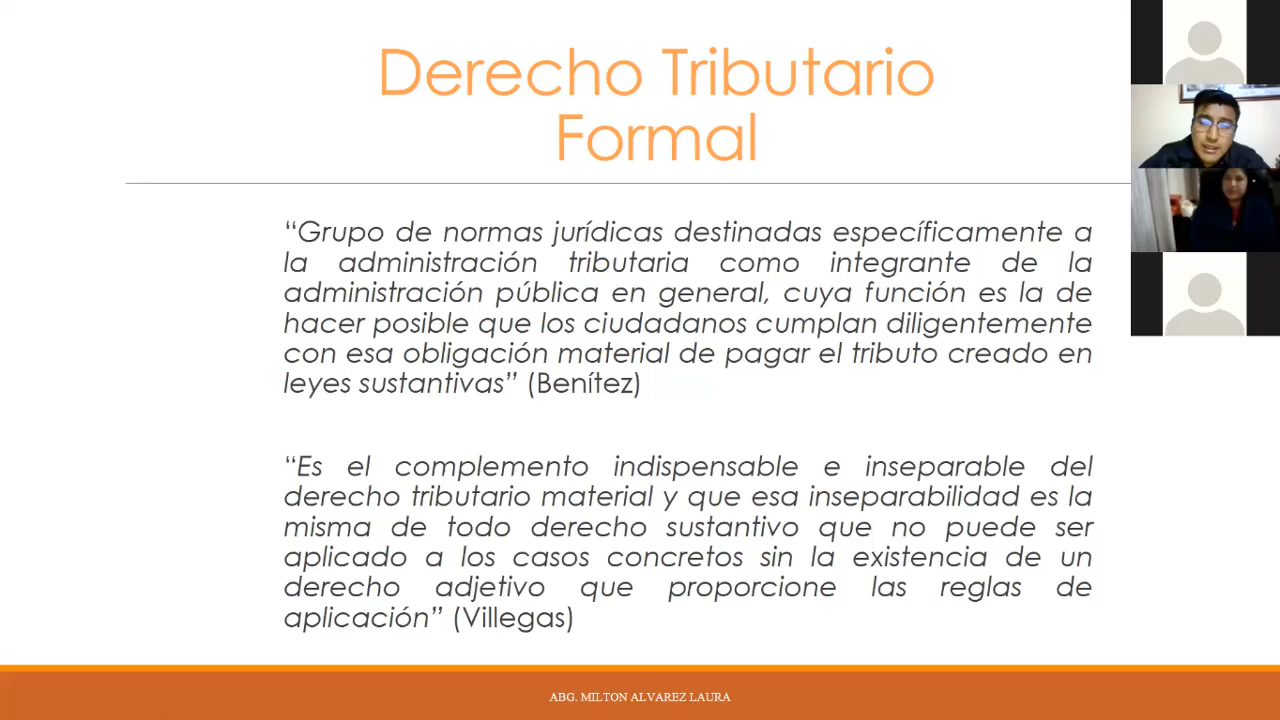 Derecho Tributario
Formal
“Grupo de normas jurídicas destinadas específicamente a
la administración tributaria como integrante de la
administración pública en general, cuya función es la de
hacer posible que los ciudadanos cumplan diligentemente
con esa obligación material de pagar el tributo creado en
leyes sustantivas” (Benítez)
“Es el complemento indispensable e inseparable del
derecho tributario material y que esa inseparabilidad es la
misma de todo derecho sustantivo que no puede ser
aplicado a los casos concretos sin la existencia de un
derecho adjetivo que proporcione las reglas de
aplicación” (Villegas)
ABG. MILTON ALVAREZ LAURA